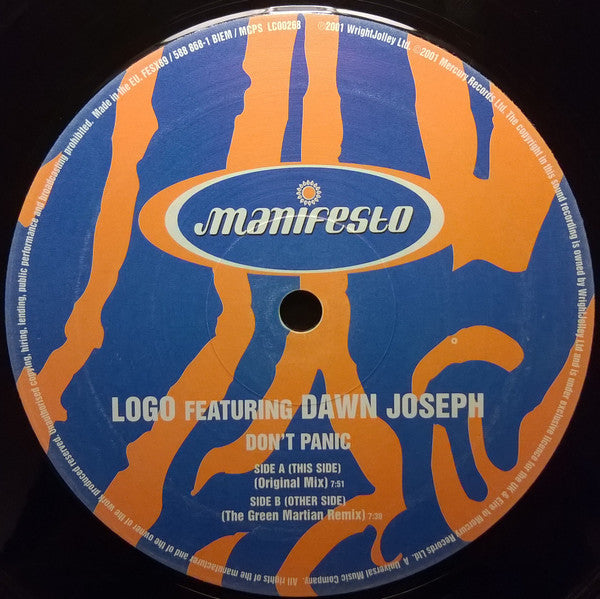 Unauthorised copying, hiring, lending, public performance and broadcasting prohibited. Made in the EU. FESX89 / 588 868-1 BIEM / MCPS LC00268 ℗2001 WrightJolley Ltd. ©2001 Mercury Records Ltd. The copyright in this sound recording is owned by WrightJolley Ltd and is under exclusive licence for the UK & Eire to Mercury Records Ltd. A Universal Music Company. All rights of the manufacturer and of the owner of the work produced reserved.
manifesto
LOGO FEATURING DAWN JOSEPH
DON'T PANIC
SIDE A (THIS SIDE)
(Original Mix) 7:51
SIDE B (OTHER SIDE)
(The Green Martian Remix) 7:38